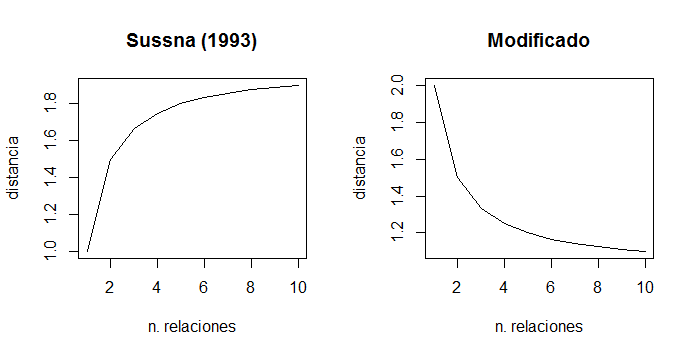 Sussna (1993)
distancia
1.0 1.2 1.4 1.6 1.8
2 4 6 8 10
n. relaciones
Modificado
distancia
1.2 1.4 1.6 1.8 2.0
2 4 6 8 10
n. relaciones